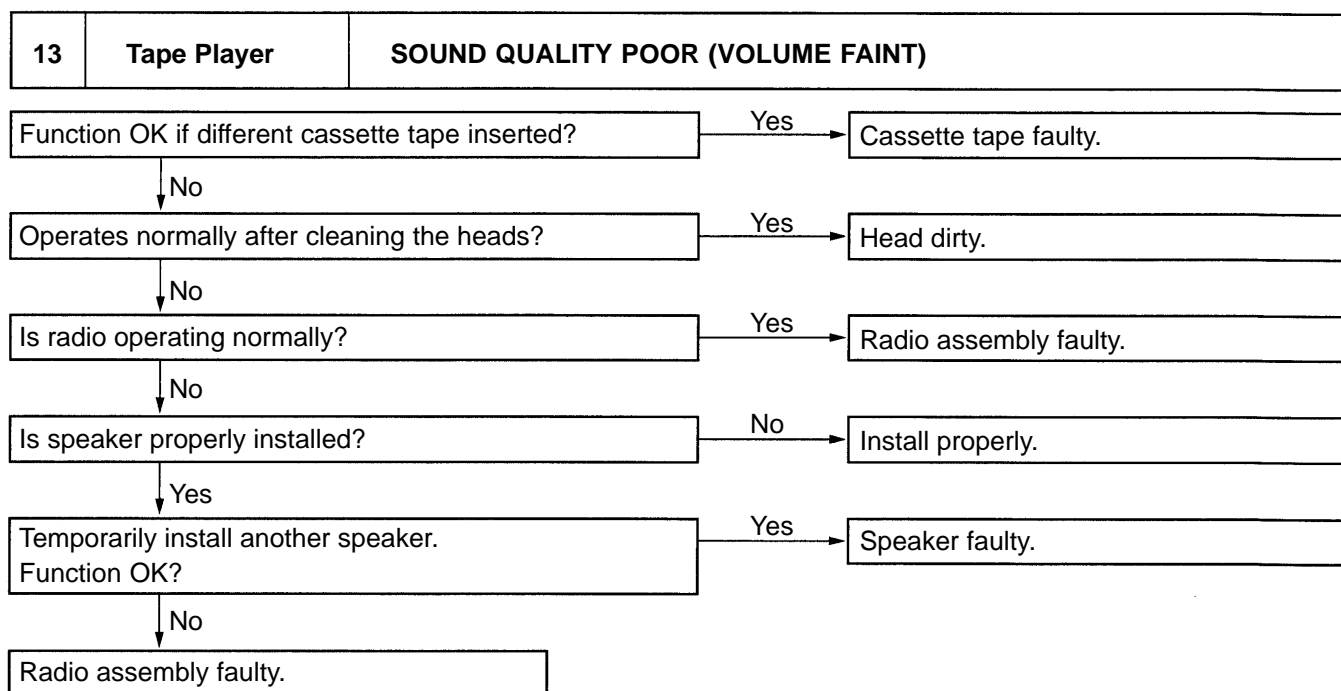 13 Tape Player SOUND QUALITY POOR (VOLUME FAINT)
Function OK if different cassette tape inserted? Yes Cassette tape faulty.
No
Operates normally after cleaning the heads? Yes Head dirty.
No
Is radio operating normally? Yes Radio assembly faulty.
No
Is speaker properly installed? No Install properly.
Yes
Temporarily install another speaker. Yes Speaker faulty.
Function OK?
No
Radio assembly faulty.